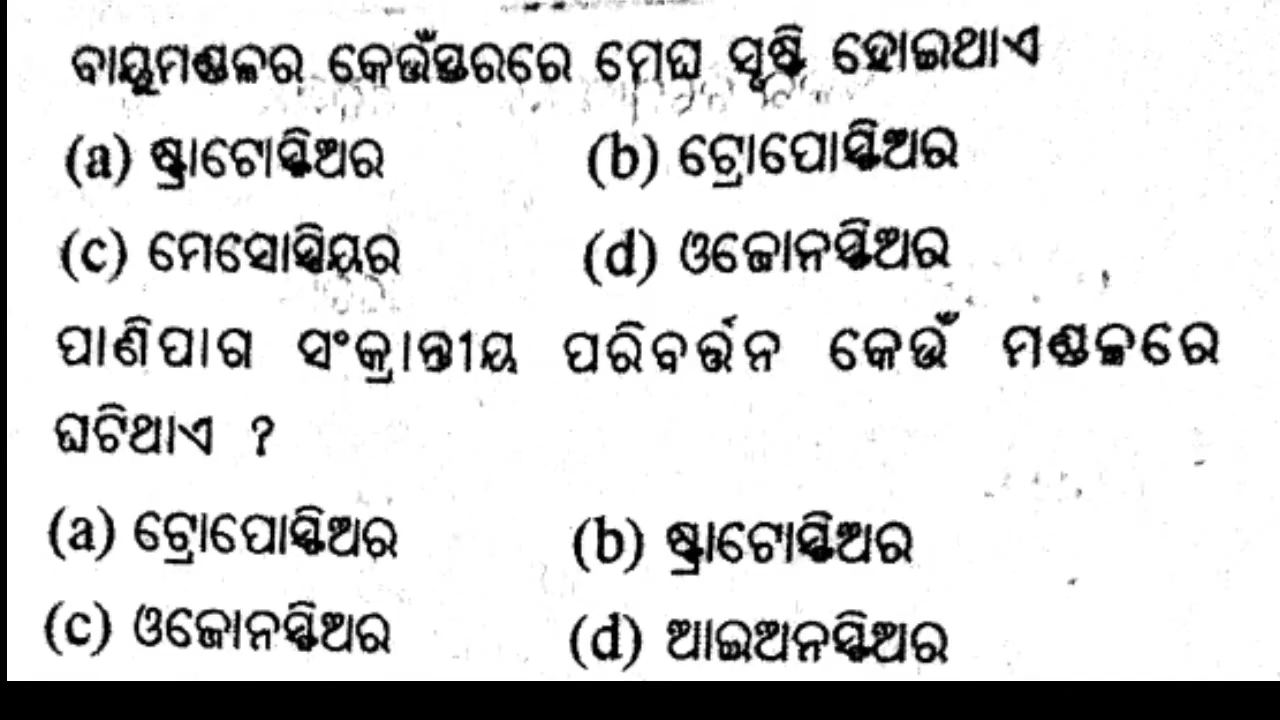 ବାୟୁମଣ୍ଡଳର କେଉଁସ୍ତରରେ ମେଘ ସୃଷ୍ଟି ହୋଇଥାଏ
(a) ଷ୍ଟ୍ରାଟୋସ୍ଫିଅର (b) ଟ୍ରୋପୋସ୍ଫିଅର
(c) ମେସୋସ୍ଫିୟର (d) ଓଜୋନସ୍ଫିଅର
ପାଣିପାଗ ସଂକ୍ରାନ୍ତୀୟ ପରିବର୍ତ୍ତନ କେଉଁ ମଣ୍ଡଳରେ
ଘଟିଥାଏ ?
(a) ଟ୍ରୋପୋସ୍ଫିଅର (b) ଷ୍ଟ୍ରାଟୋସ୍ଫିଅର
(c) ଓଜୋନସ୍ଫିଅର (d) ଆଇଅନସ୍ଫିଅର